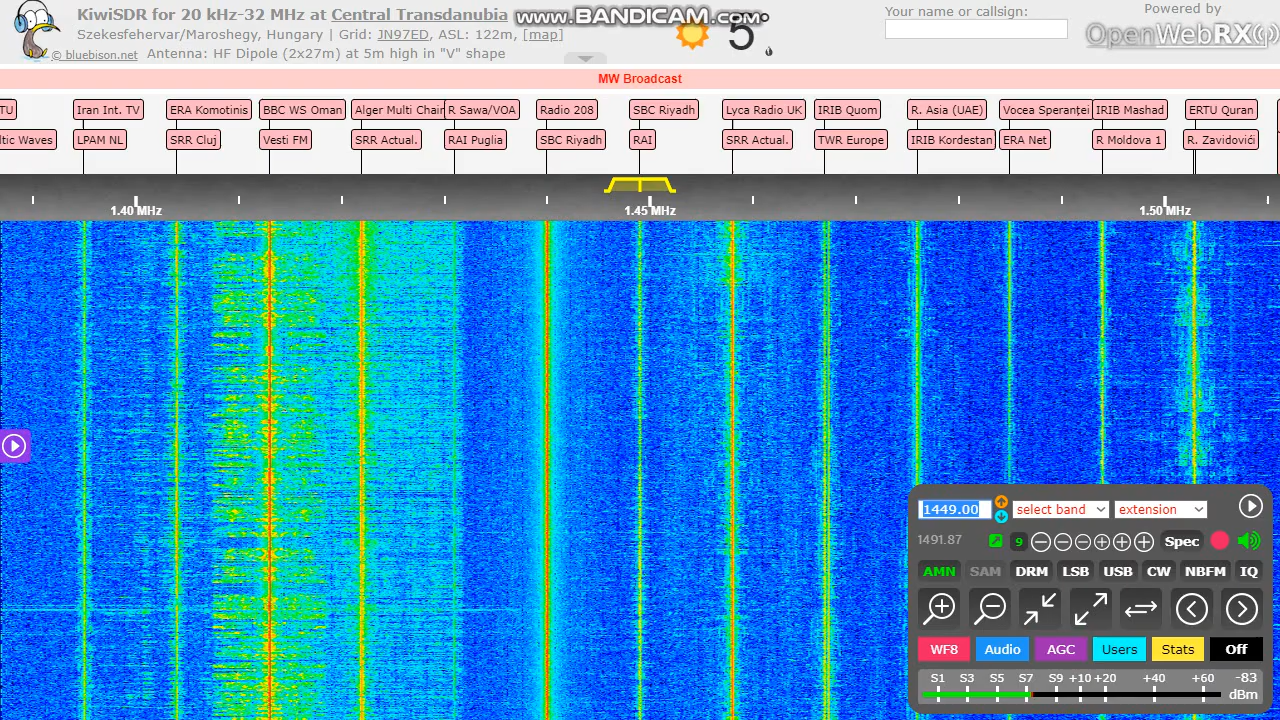 KiwiSDR for 20 kHz-32 MHz at Central Transdanubia
www.BANDICAM.com
5
Your name or callsign:
Powered by
OpenWebRX
Szekesfehervar/Maroshegy, Hungary | Grid: JN97ED, ASL: 122m, [map]
© bluebison.net Antenna: HF Dipole (2x27m) at 5m high in "V" shape
MW Broadcast
TU Iran Int. TV ERA Komotinis BBC WS Oman Alger Multi Chain R Sawa/VOA Radio 208 SBC Riyadh Lyca Radio UK IRIB Quom R. Asia (UAE) Vocea Speranței IRIB Mashad ERTU Quran
ltic Waves LPAM NL SRR Cluj Vesti FM SRR Actual. RAI Puglia SBC Riyadh RAI SRR Actual. TWR Europe IRIB Kordestan ERA Net R Moldova 1 R. Zavidovići
1.40 MHz 1.45 MHz 1.50 MHz
1449.00 select band extension
1491.87 9 Spec
AMN SAM DRM LSB USB CW NBFM IQ
WF8 Audio AGC Users Stats Off
S1 S3 S5 S7 S9 +10 +20 +40 +60 -83
dBm